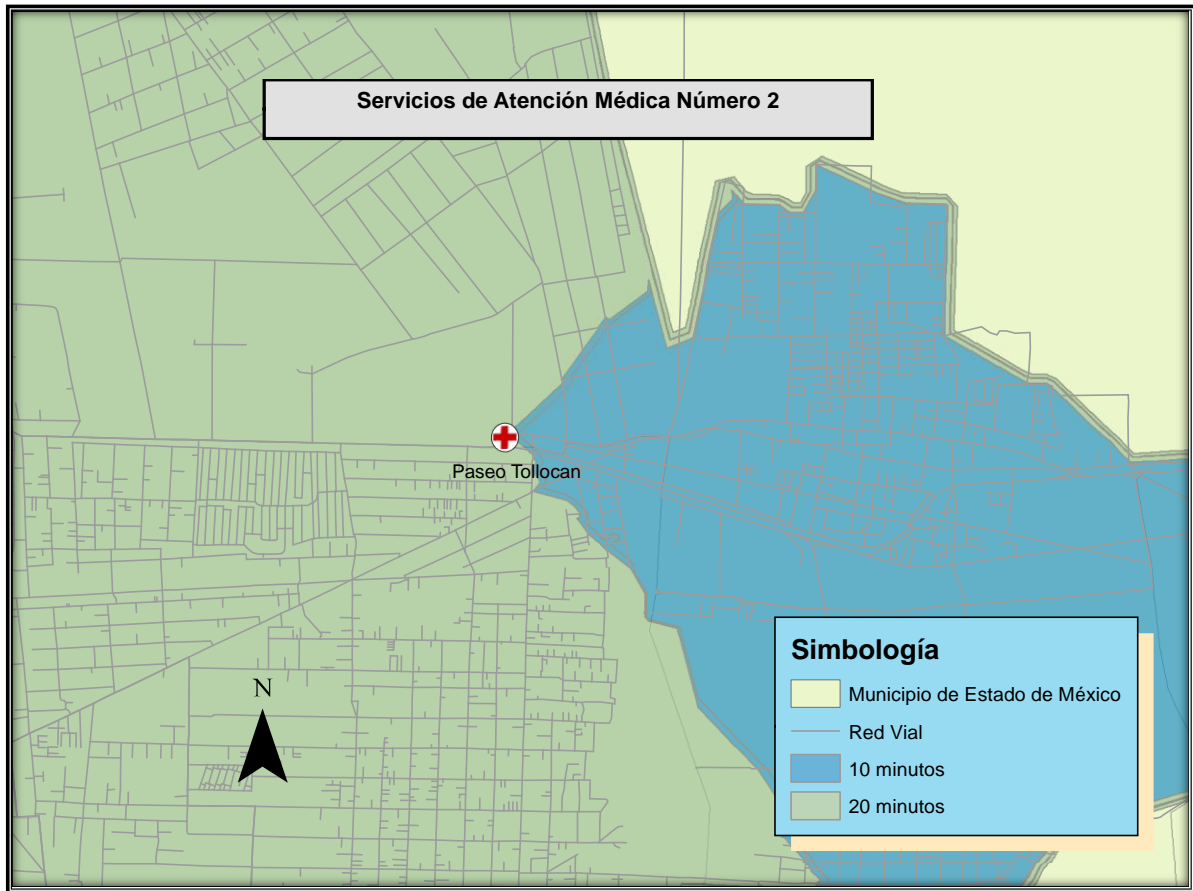 Servicios de Atención Médica Número 2
Paseo Tollocan
N
Simbología
Municipio de Estado de México
Red Vial
10 minutos
20 minutos